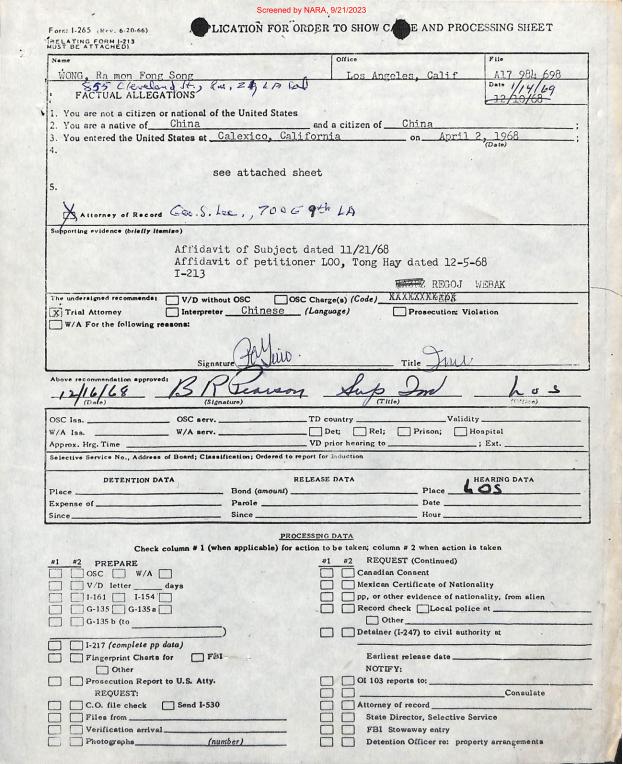 Screened by NARA, 9/21/2023
Form: I-265 (Rev. 6-20-66)
(RELATING FORM I-213
MUST BE ATTACHED)
APPLICATION FOR ORDER TO SHOW CAUSE AND PROCESSING SHEET
Name
Office
File
WONG, Ra mon Fong Song
Los Angeles, Calif
A17 984 698
Date 1/14/69
12/10/68
855 Cleveland St.,
FACTUAL ALLEGATIONS
1. You are not a citizen or national of the United States
2. You are a native of China and a citizen of China ;
3. You entered the United States at Calexico, California on April 2, 1968
(Date)
4.
see attached sheet
5.
X Attorney of Record Geo. S. Lee., 700 E 9th LA
Supporting evidence (briefly itemize)
Affidavit of Subject dated 11/21/68
Affidavit of petitioner LOO, Tong Hay dated 12-5-68
I-213
REGOJ WEBAK
The undersigned recommends: V/D without OSC OSC Charge(s) (Code)
X Trial Attorney Interpreter Chinese (Language) Prosecution: Violation
W/A For the following reasons:
Signature Title
Above recommendation approved:
12/16/68 B R Pearson Sup Inv Los
(Date) (Signature) (Title) (Office)
OSC Iss. OSC serv. TD country Validity
W/A Iss. W/A serv. Det; Rel; Prison; Hospital
Approx. Hrg. Time VD prior hearing to ; Ext.
Selective Service No., Address of Board; Classification; Ordered to report for Induction
DETENTION DATA RELEASE DATA HEARING DATA
Place Bond (amount) Place LOS
Expense of Parole Date
Since Since Hour
PROCESSING DATA
Check column # 1 (when applicable) for action to be taken; column # 2 when action is taken
#1 #2 PREPARE
OSC W/A
V/D letter days
I-161 I-154
G-135 G-135a
G-135 b (to )
I-217 (complete pp data)
Fingerprint Charts for FBI
Other
Prosecution Report to U.S. Atty.
REQUEST:
C.O. file check Send I-530
Files from
Verification arrival
Photographs (number)
#1 #2 REQUEST (Continued)
Canadian Consent
Mexican Certificate of Nationality
pp, or other evidence of nationality, from alien
Record check Local police at
Other
Detainer (I-247) to civil authority at
Earliest release date
NOTIFY:
OI 103 reports to:
Consulate
Attorney of record
State Director, Selective Service
FBI Stowaway entry
Detention Officer re: property arrangements